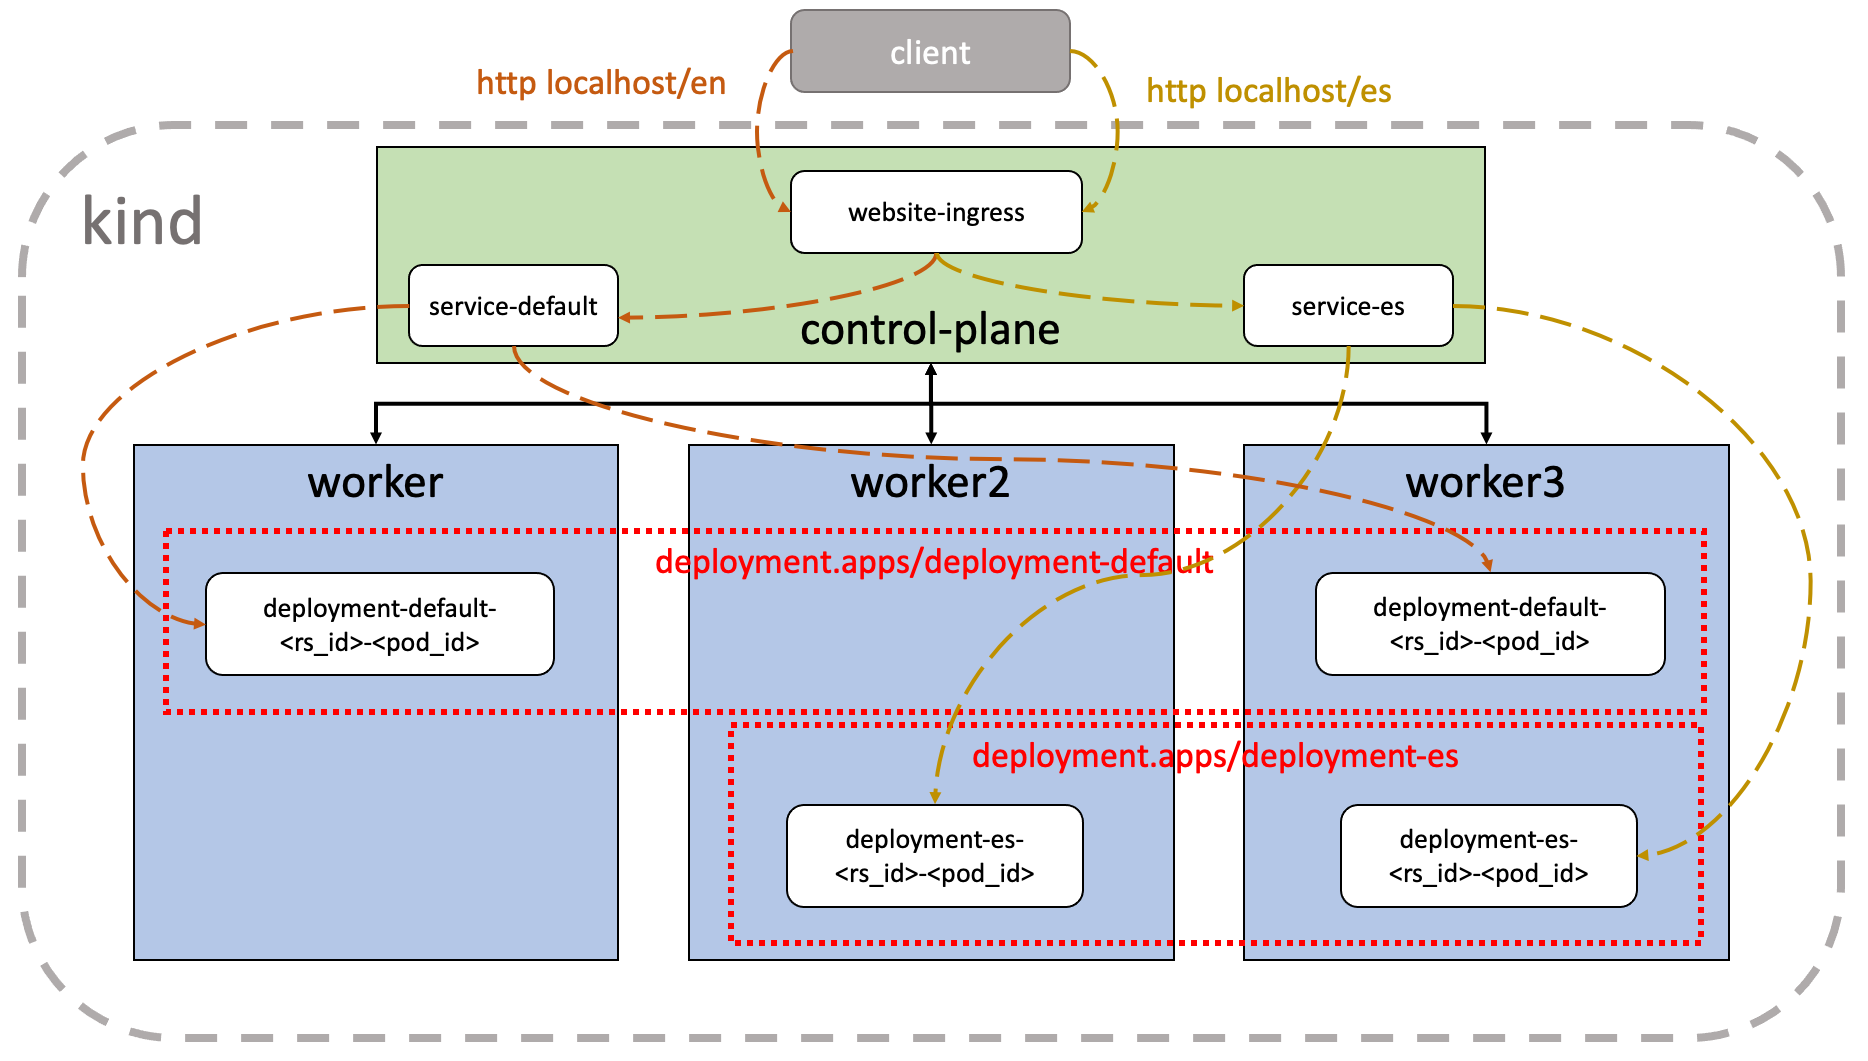 client
http localhost/en
http localhost/es
kind
website-ingress
service-default
service-es
control-plane
worker
worker2
worker3
deployment.apps/deployment-default
deployment-default-
<rs_id>-<pod_id>
deployment-default-
<rs_id>-<pod_id>
deployment.apps/deployment-es
deployment-es-
<rs_id>-<pod_id>
deployment-es-
<rs_id>-<pod_id>